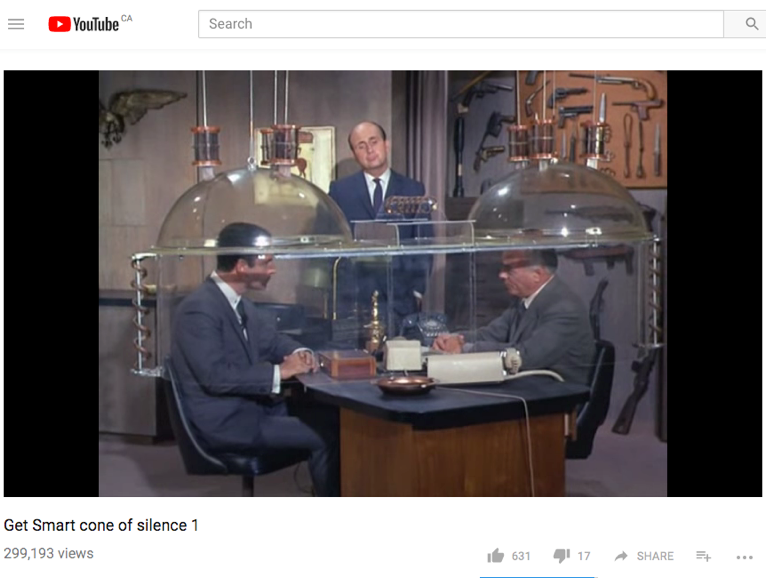 YouTube CA
Search
Get Smart cone of silence 1
299,193 views
631
17
SHARE